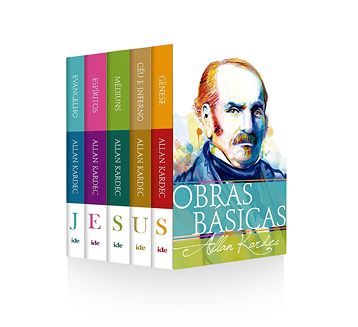 EVANGELHO
ALLAN KARDEC
J
ide
ESPÍRITOS
ALLAN KARDEC
E
ide
MÉDIUNS
ALLAN KARDEC
S
ide
CÉU E INFERNO
ALLAN KARDEC
U
ide
GÊNESE
ALLAN KARDEC
S
ide
OBRAS
BÁSICAS
Allan Kardec